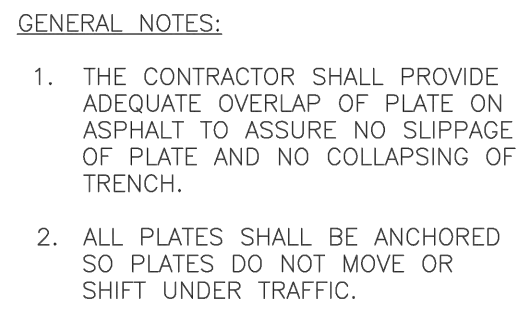 GENERAL NOTES:
1. THE CONTRACTOR SHALL PROVIDE
ADEQUATE OVERLAP OF PLATE ON
ASPHALT TO ASSURE NO SLIPPAGE
OF PLATE AND NO COLLAPSING OF
TRENCH.
2. ALL PLATES SHALL BE ANCHORED
SO PLATES DO NOT MOVE OR
SHIFT UNDER TRAFFIC.